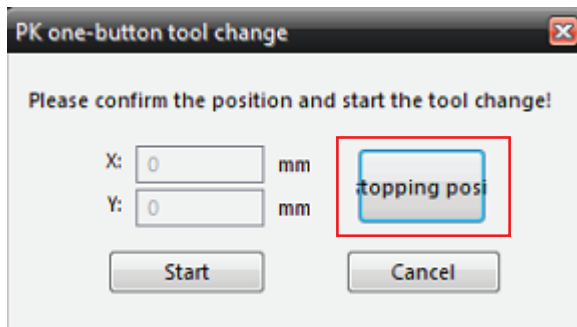 PK one-button tool change
Please confirm the position and start the tool change!
X: 0 mm
topping posi
Y: 0 mm
Start Cancel